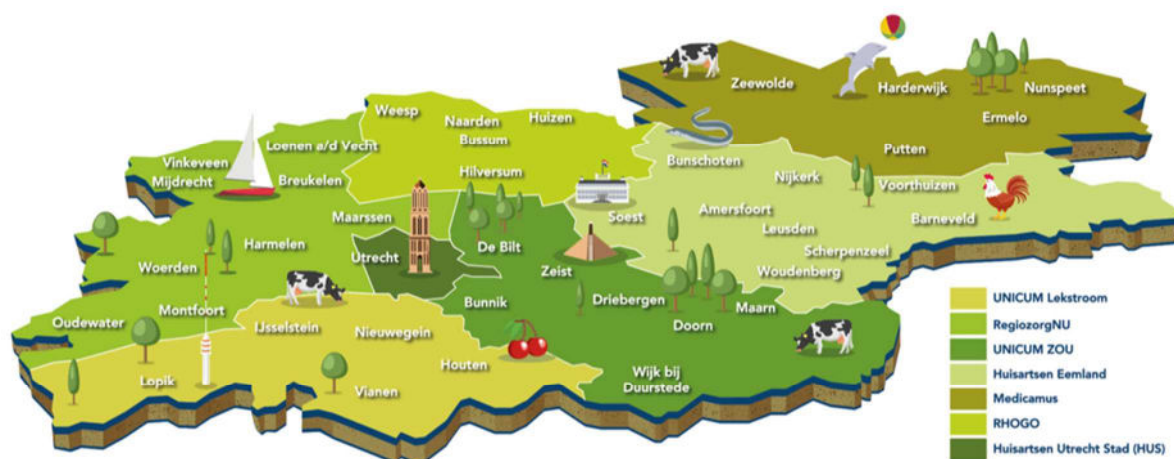 Zeewolde
Harderwijk
Nunspeet
Ermelo
Putten
Weesp
Naarden
Bussum
Huizen
Hilversum
Loenen a/d Vecht
Vinkeveen
Mijdrecht
Breukelen
Maarssen
Harmelen
Woerden
Montfoort
Oudewater
Utrecht
Bunschoten
Nijkerk
Voorthuizen
Barneveld
Soest
Amersfoort
Leusden
Scherpenzeel
Woudenberg
De Bilt
Zeist
Bunnik
Driebergen
Maarn
Doorn
Wijk bij
Duurstede
IJsselstein
Nieuwegein
Houten
Lopik
Vianen
UNICUM Lekstroom
RegiozorgNU
UNICUM ZOU
Huisartsen Eemland
Medicamus
RHOGO
Huisartsen Utrecht Stad (HUS)